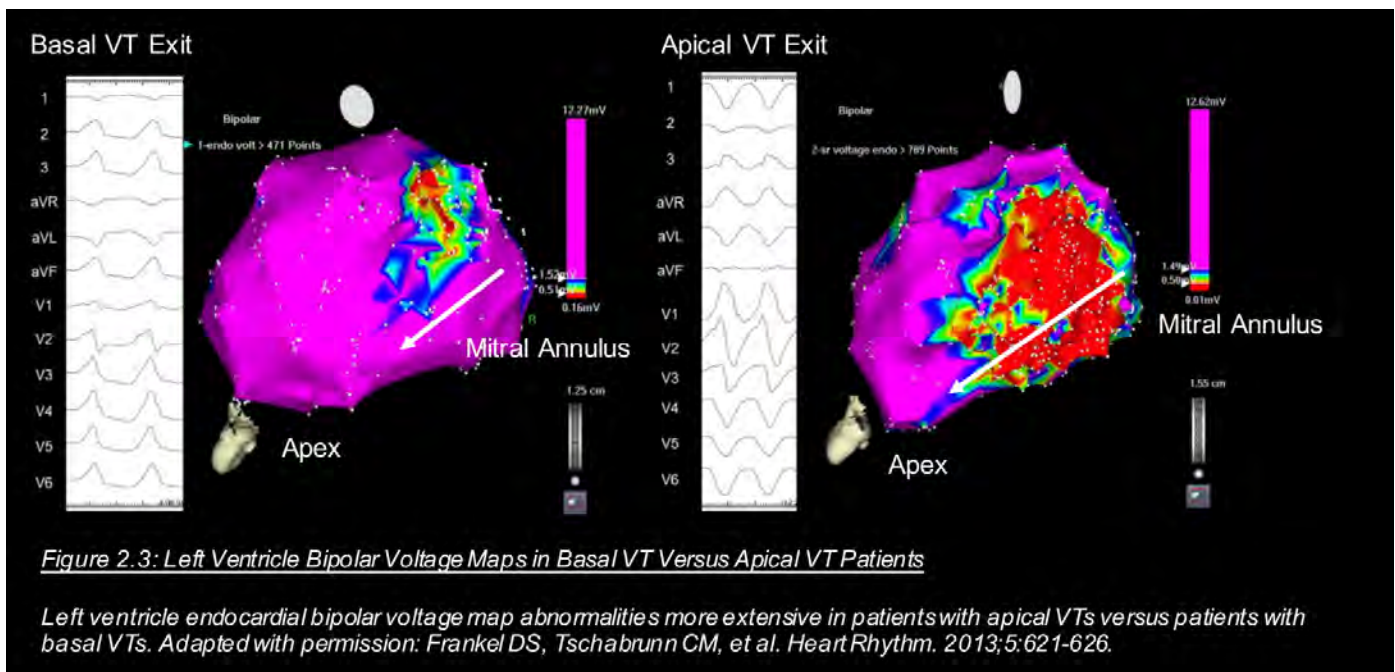 Basal VT Exit
1
2
3
aVR
aVL
aVF
V1
V2
V3
V4
V5
V6
Bipolar
1-endo volt > 471 Points
12.27mV
1.52mV
0.51mV
0.16mV
Mitral Annulus
1.25 cm
Apex
Apical VT Exit
1
2
3
aVR
aVL
aVF
V1
V2
V3
V4
V5
V6
Bipolar
2-sr voltage endo > 789 Points
12.62mV
1.49mV
0.50mV
0.01mV
Mitral Annulus
1.55 cm
Apex
Figure 2.3: Left Ventricle Bipolar Voltage Maps in Basal VT Versus Apical VT Patients
Left ventricle endocardial bipolar voltage map abnormalities more extensive in patients with apical VTs versus patients with
basal VTs. Adapted with permission: Frankel DS, Tschabrunn CM, et al. Heart Rhythm. 2013;5:621-626.